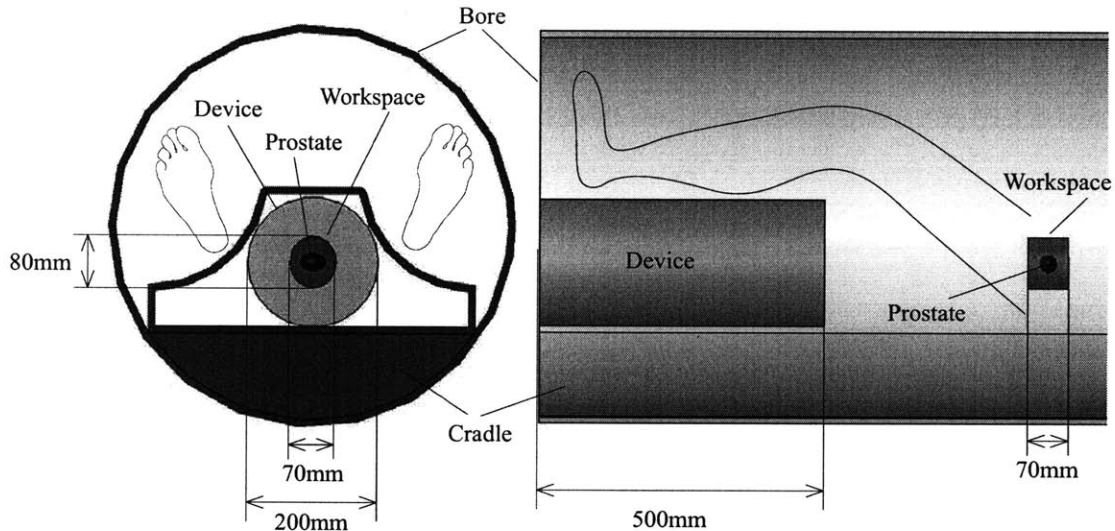 Bore
Device
Workspace
Prostate
80mm
Cradle
70mm
200mm
Workspace
Device
Prostate
70mm
500mm